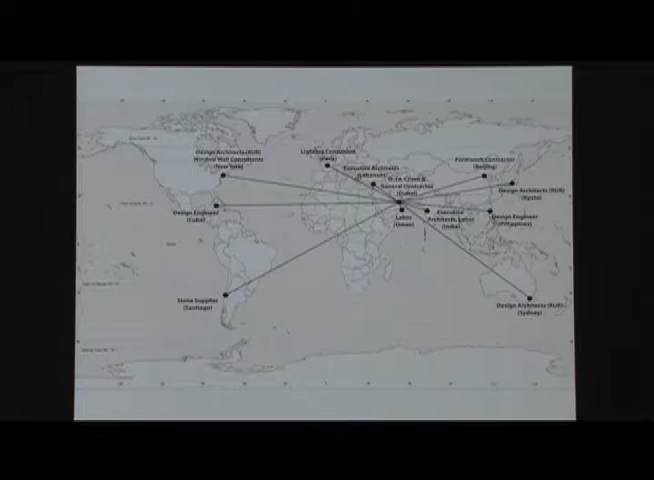 Design Architects (RUR)
Window Wall Consultants
(New York)
Lighting Consultant
(Paris)
Executive Architects
(Lebanon)
Client &
General Contractor
(Dubai)
Formwork Contractor
(Beijing)
Design Architects (RUR)
(Kyoto)
Design Engineer
(Cuba)
Labor
(Oman)
Executive
Architects, Labor
(India)
Design Engineer
(Philippines)
Stone Supplier
(Santiago)
Design Architects (RUR)
(Sydney)